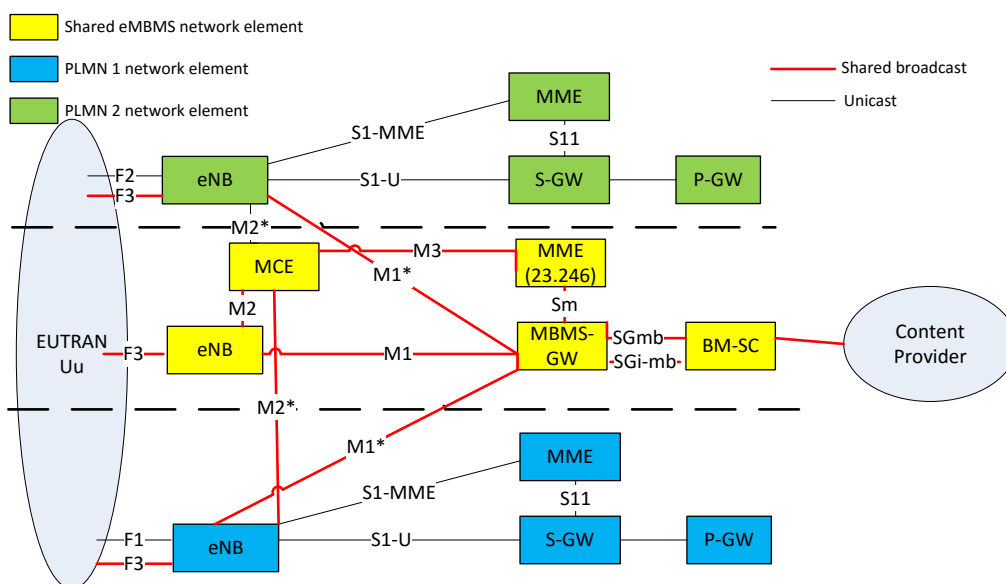 Shared eMBMS network element
PLMN 1 network element
PLMN 2 network element
Shared broadcast
Unicast
MME
S1-MME
S11
F2
eNB
S1-U
S-GW
P-GW
F3
M2*
MCE
M3
MME
(23.246)
M1*
M2
Sm
EUTRAN
Uu
F3
eNB
M1
MBMS-
GW
SGmb
SGi-mb
BM-SC
Content
Provider
M2*
M1*
MME
S1-MME
S11
F1
eNB
S1-U
S-GW
P-GW
F3